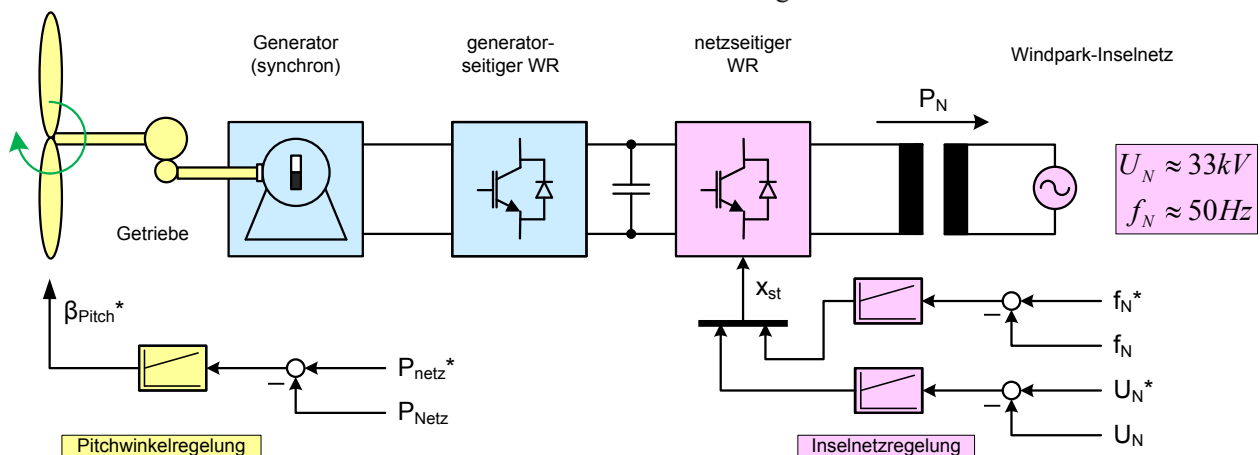 Generator
(synchron)
generator-
seitiger WR
netzseitiger
WR
Windpark-Inselnetz
P_N
U_N ≈ 33kV
f_N ≈ 50Hz
Getriebe
x_st
β_Pitch*
f_N*
f_N
P_netz*
P_Netz
U_N*
U_N
Pitchwinkelregelung
Inselnetzregelung